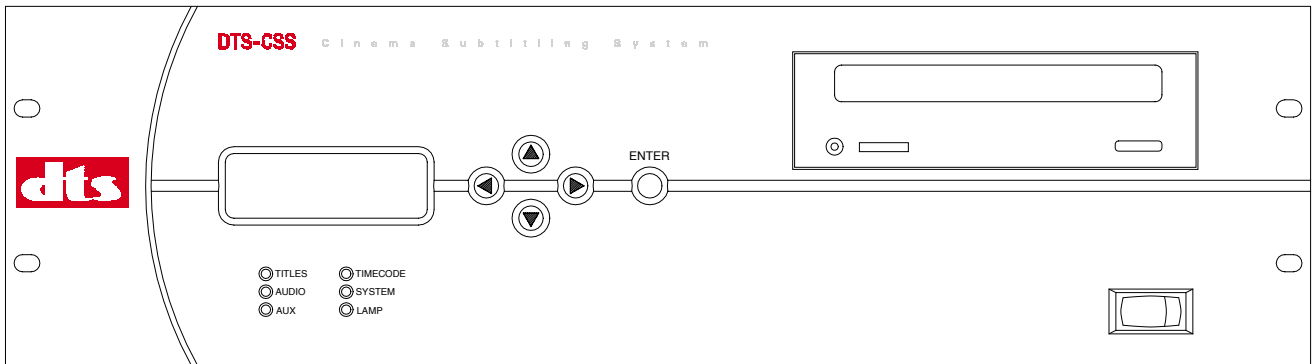 DTS-CSS Cinema Subtitling System
ENTER
dts
TITLES TIMECODE
AUDIO SYSTEM
AUX LAMP